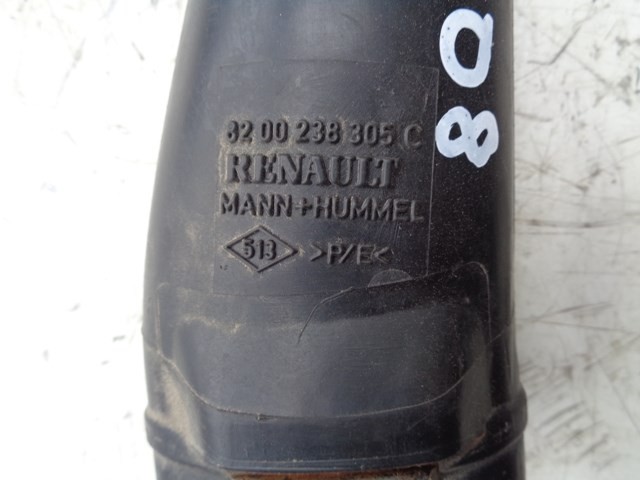 8200 238 305 C
RENAULT
MANN+HUMMEL
513 >P/E<
80